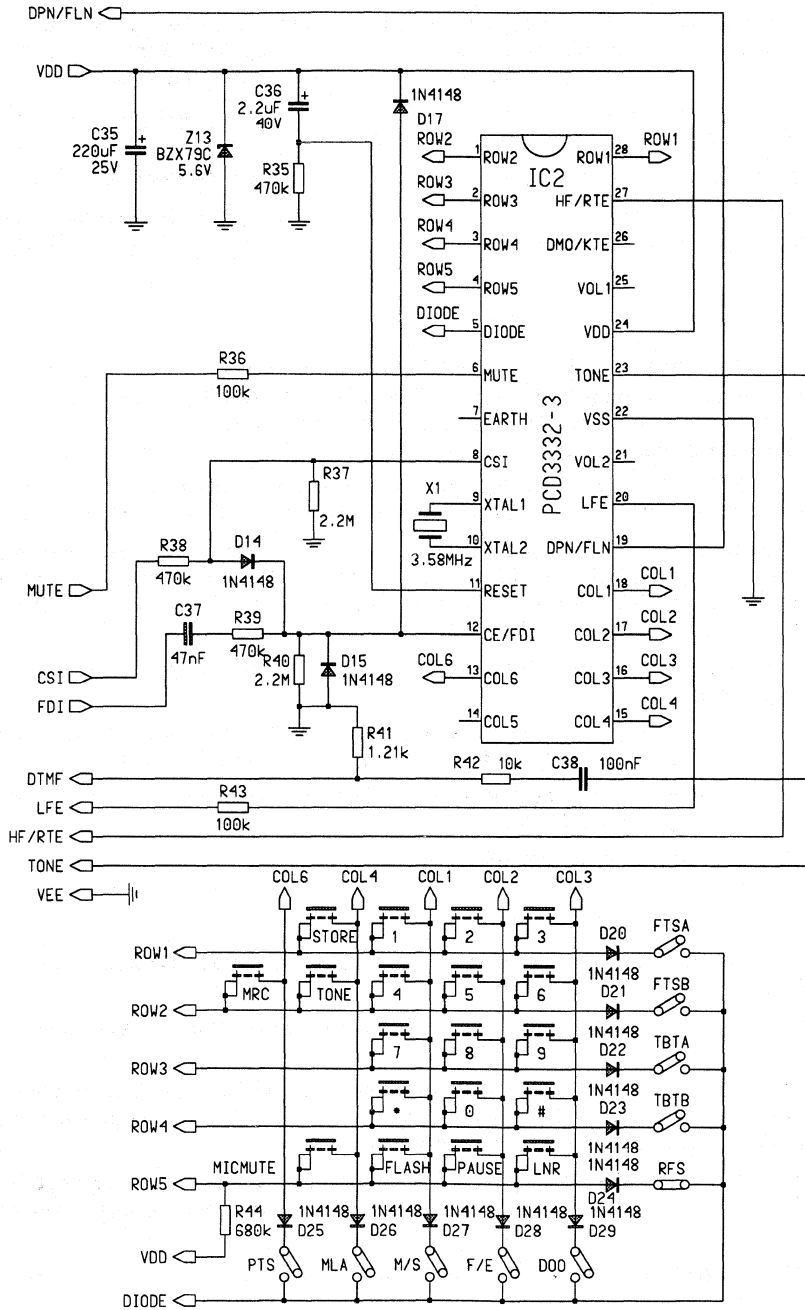 DPN/FLN
VDD
C36
2.2uF
40V
1N4148
D17
C35
220uF
25V
Z13
BZX79C
5.6V
R35
470k
ROW2
ROW3
ROW4
ROW5
DIODE
IC2
PCD3332-3
1 ROW2
2 ROW3
3 ROW4
4 ROW5
5 DIODE
6 MUTE
7 EARTH
8 CSI
9 XTAL1
10 XTAL2
11 RESET
12 CE/FDI
13 COL6
14 COL5
ROW1 28
HF/RTE 27
DMO/KTE 26
VOL1 25
VDD 24
TONE 23
VSS 22
VOL2 21
LFE 20
DPN/FLN 19
COL1 18
COL2 17
COL3 16
COL4 15
ROW1
COL1
COL2
COL3
COL4
R36
100k
R37
2.2M
X1
3.58MHz
R38
470k
D14
1N4148
MUTE
C37
47nF
R39
470k
R40
2.2M
D15
1N4148
COL6
CSI
FDI
R41
1.21k
R42 10k
C38 100nF
DTMF
LFE
R43
100k
HF/RTE
TONE
VEE
COL6 COL4 COL1 COL2 COL3
STORE 1 2 3
D20
FTSA
ROW1
1N4148
MRC TONE 4 5 6
D21
FTSB
ROW2
1N4148
7 8 9
D22
TBTA
ROW3
1N4148
* 0 #
D23
TBTB
ROW4
1N4148
1N4148
MICMUTE FLASH PAUSE LNR
RFS
ROW5
D24
R44
680k
1N4148 1N4148 1N4148 1N4148 1N4148
D25 D26 D27 D28 D29
VDD
PTS MLA M/S F/E DOO
DIODE